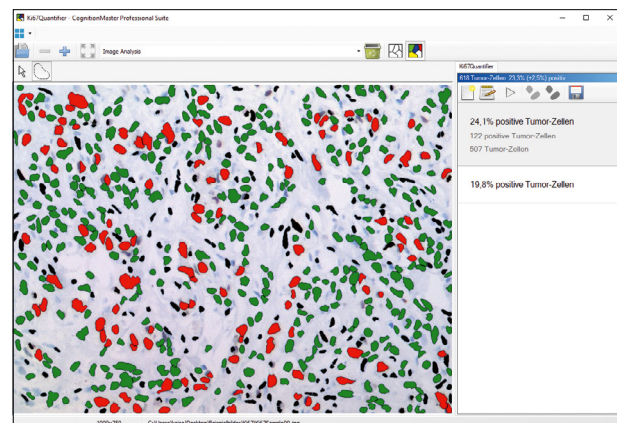 Ki67Quantifier - CognitionMaster Professional Suite
Image Analysis
Ki67Quantifier
618 Tumor-Zellen: 23,3% (±2,5%) positiv
24,1% positive Tumor-Zellen
122 positive Tumor-Zellen
507 Tumor-Zellen
19,8% positive Tumor-Zellen